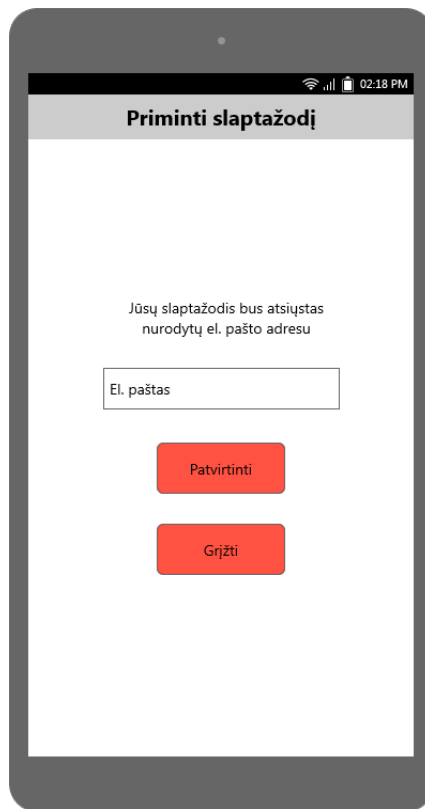 02:18 PM
Priminti slaptažodį
Jūsų slaptažodis bus atsiųstas
nurodytų el. pašto adresu
El. paštas
Patvirtinti
Grįžti